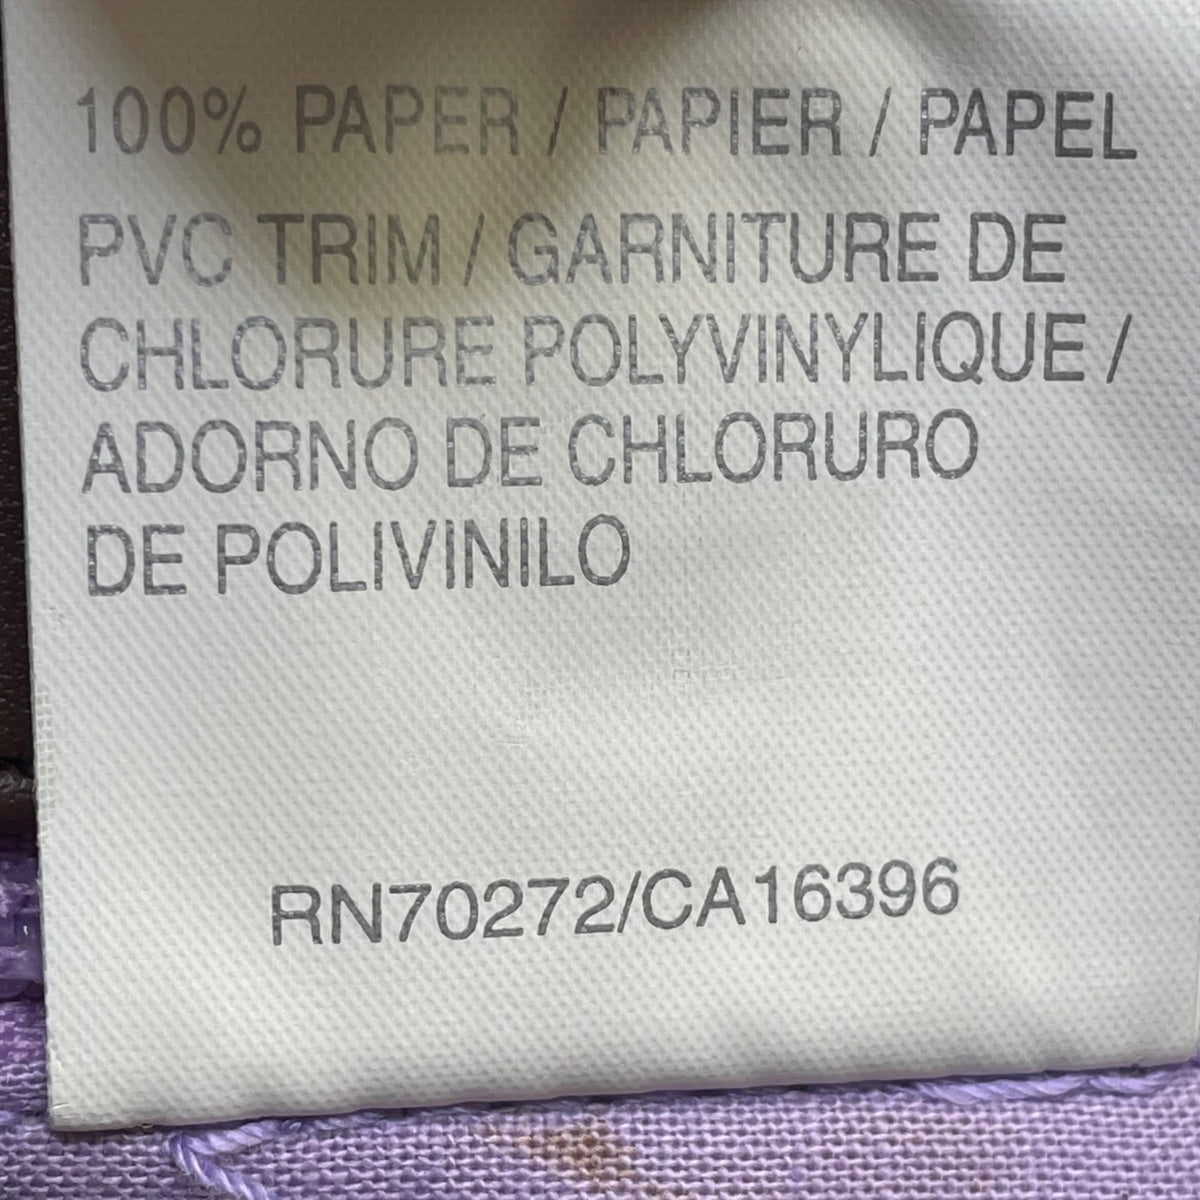 100% PAPER / PAPIER / PAPEL
PVC TRIM / GARNITURE DE
CHLORURE POLYVINYLIQUE /
ADORNO DE CHLORURO
DE POLIVINILO
RN70272/CA16396